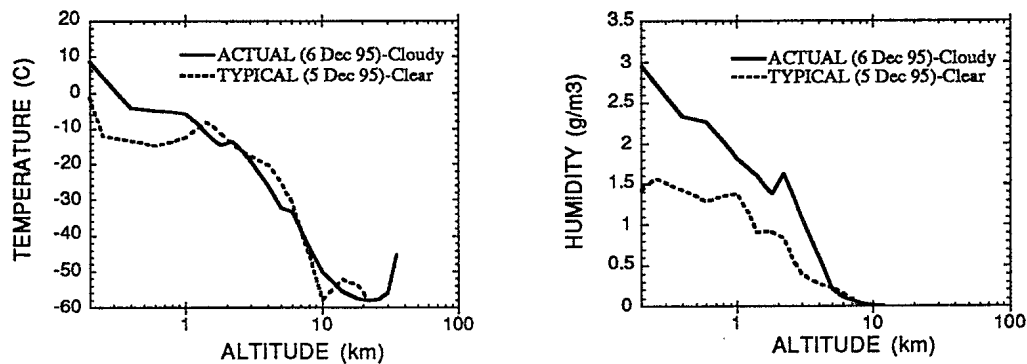 20
10
0
-10
-20
-30
-40
-50
-60
TEMPERATURE (C)
ACTUAL (6 Dec 95)-Cloudy
TYPICAL (5 Dec 95)-Clear
1
10
100
ALTITUDE (km)
3.5
3
2.5
2
1.5
1
0.5
0
HUMIDITY (g/m3)
ACTUAL (6 Dec 95)-Cloudy
TYPICAL (5 Dec 95)-Clear
1
10
100
ALTITUDE (km)